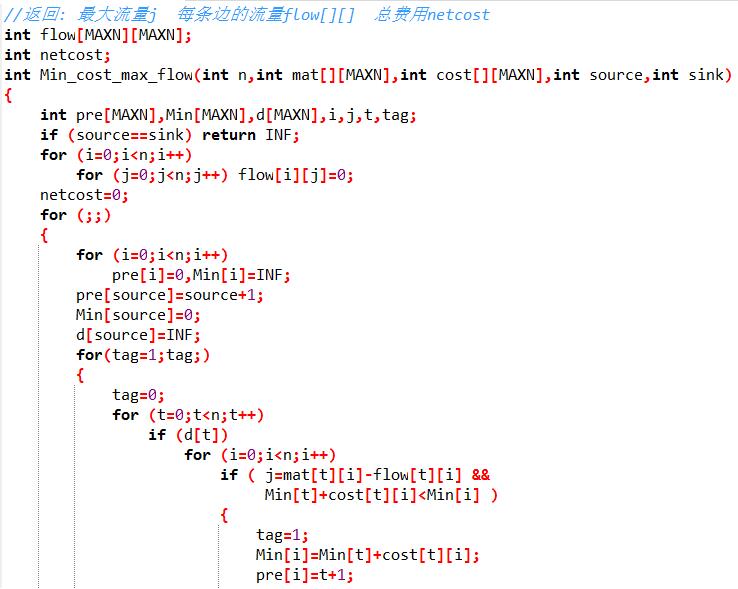 //返回: 最大流量j  每条边的流量flow[][]  总费用netcost
int flow[MAXN][MAXN];
int netcost;
int Min_cost_max_flow(int n,int mat[][MAXN],int cost[][MAXN],int source,int sink)
{
    int pre[MAXN],Min[MAXN],d[MAXN],i,j,t,tag;
    if (source==sink) return INF;
    for (i=0;i<n;i++)
        for (j=0;j<n;j++) flow[i][j]=0;
    netcost=0;
    for (;;)
    {
        for (i=0;i<n;i++)
            pre[i]=0,Min[i]=INF;
        pre[source]=source+1;
        Min[source]=0;
        d[source]=INF;
        for(tag=1;tag;)
        {
            tag=0;
            for (t=0;t<n;t++)
                if (d[t])
                    for (i=0;i<n;i++)
                        if ( j=mat[t][i]-flow[t][i] &&
                             Min[t]+cost[t][i]<Min[i] )
                        {
                            tag=1;
                            Min[i]=Min[t]+cost[t][i];
                            pre[i]=t+1;